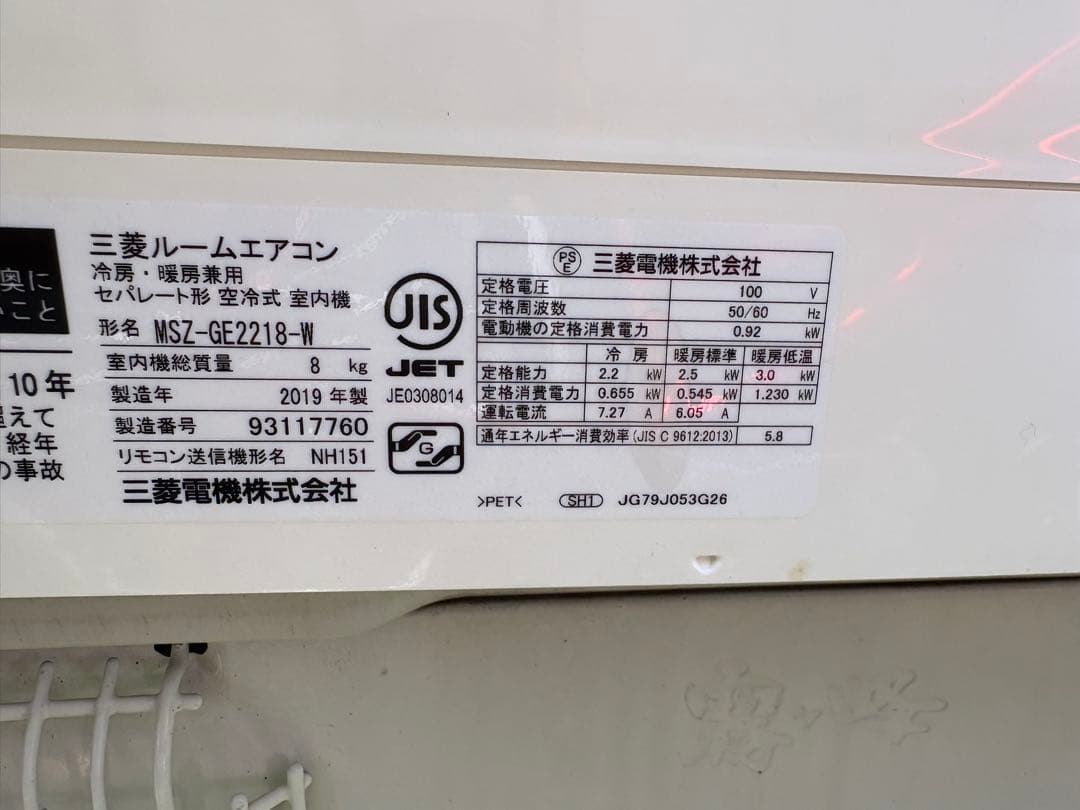 奥に
いこと
10年
超えて
経年
の事故
三菱ルームエアコン
冷房・暖房兼用
セパレート形 空冷式 室内機
形名 MSZ-GE2218-W
室内機総質量 8 kg
製造年 2019 年製
製造番号 93117760
リモコン送信機形名 NH151
三菱電機株式会社
JIS
JET
JE0308014
G
PSE 三菱電機株式会社
定格電圧 100 V
定格周波数 50/60 Hz
電動機の定格消費電力 0.92 kW
冷房 暖房標準 暖房低温
定格能力 2.2 kW 2.5 kW 3.0 kW
定格消費電力 0.655 kW 0.545 kW 1.230 kW
運転電流 7.27 A 6.05 A
通年エネルギー消費効率(JIS C 9612:2013) 5.8
>PET< SH1 JG79J053G26